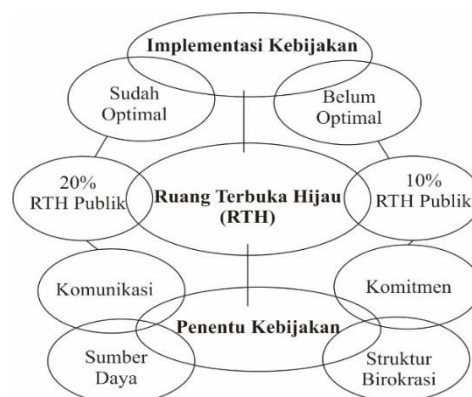 Implementasi Kebijakan
Sudah
Optimal
Belum
Optimal
20%
RTH Publik
Ruang Terbuka Hijau
(RTH)
10%
RTH Publik
Komunikasi
Komitmen
Penentu Kebijakan
Sumber
Daya
Struktur
Birokrasi